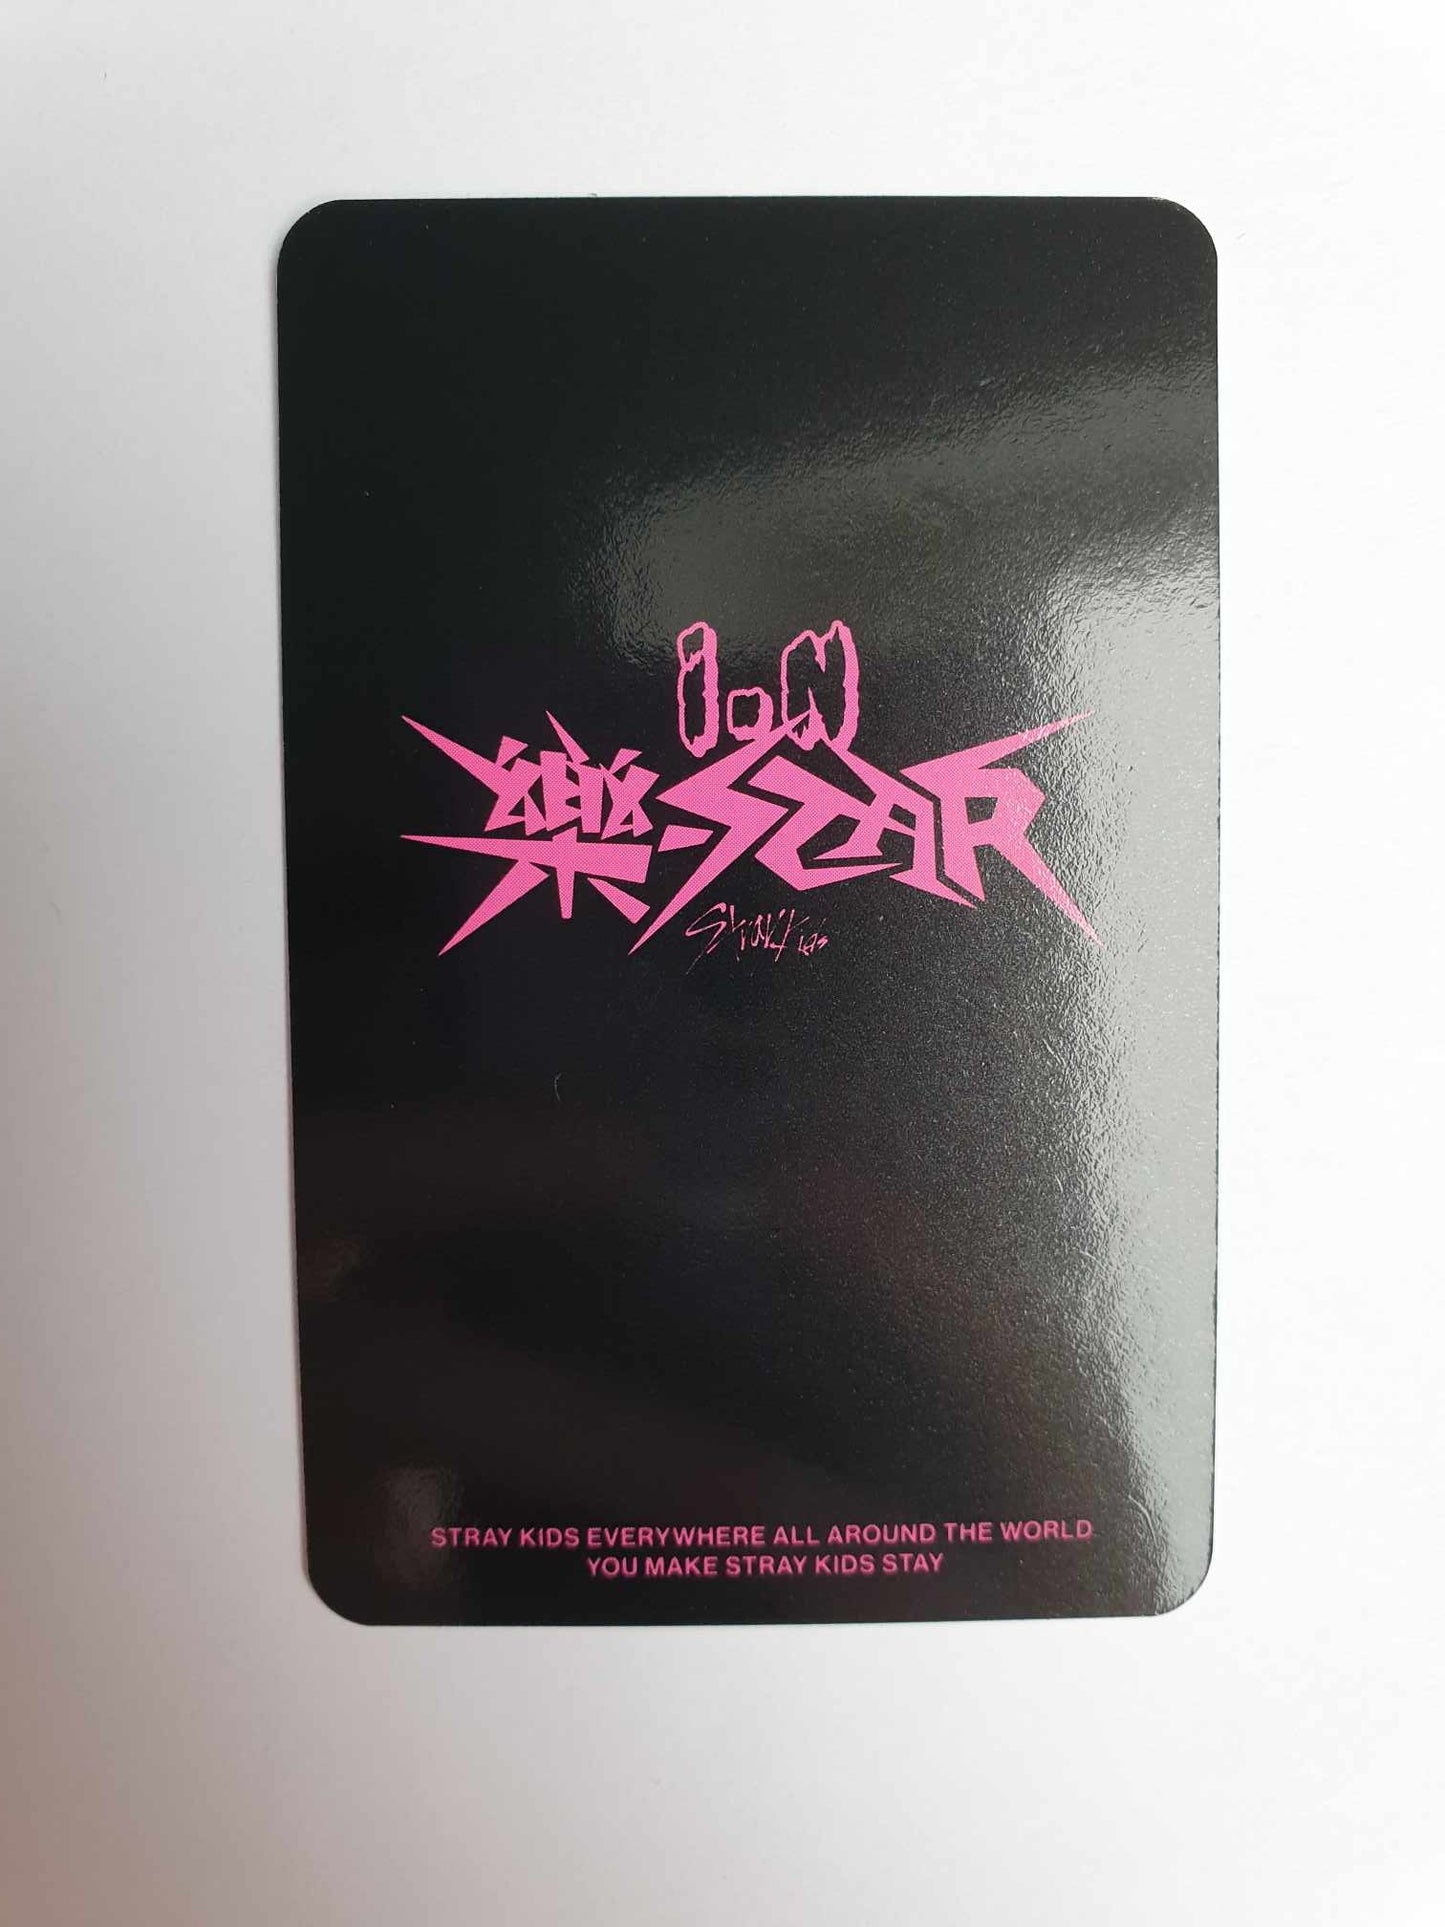 I.N
樂-STAR
Stray Kids
STRAY KIDS EVERYWHERE ALL AROUND THE WORLD
YOU MAKE STRAY KIDS STAY